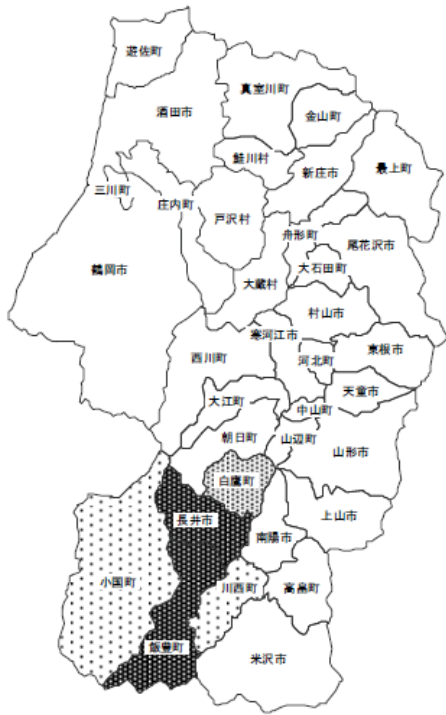 遊佐町
真室川町
酒田市
金山町
鮭川村
新庄市
最上町
三川町
庄内町
戸沢村
舟形町
尾花沢市
鶴岡市
大石田町
大蔵村
村山市
寒河江市
西川町
河北町
東根市
天童市
大江町
中山町
朝日町
山辺町
山形市
白鷹町
長井市
上山市
南陽市
小国町
川西町
高畠町
飯豊町
米沢市